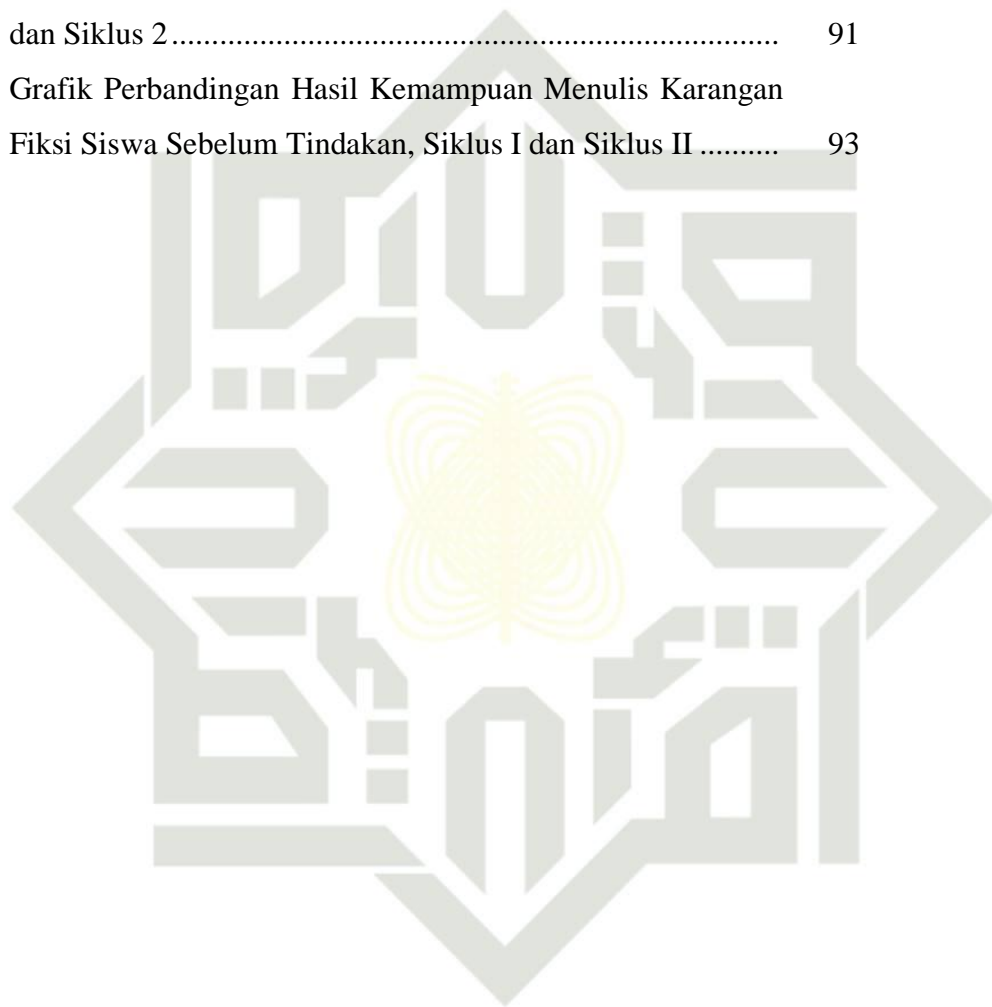 dan Siklus 2............................................................................ 91
Grafik Perbandingan Hasil Kemampuan Menulis Karangan
Fiksi Siswa Sebelum Tindakan, Siklus I dan Siklus II .......... 93